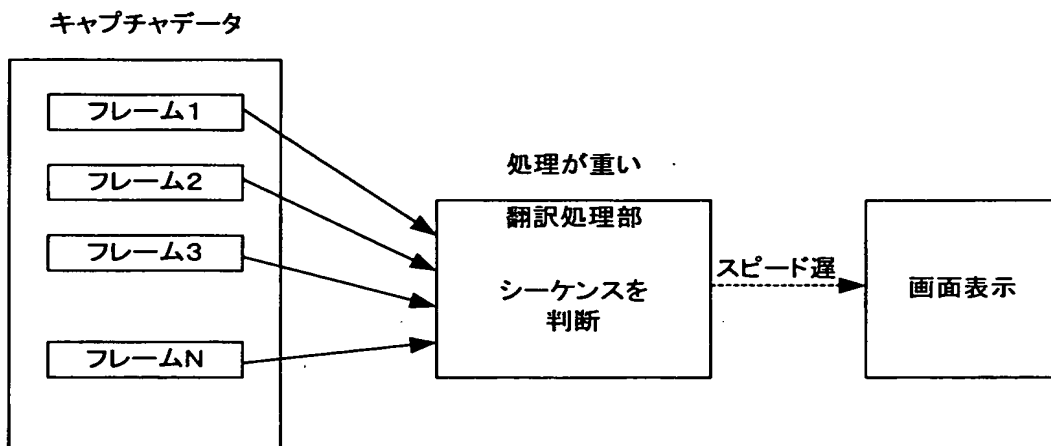 キャプチャデータ
フレーム1
フレーム2
フレーム3
フレームN
処理が重い
翻訳処理部
シーケンスを
判断
スピード遅
画面表示